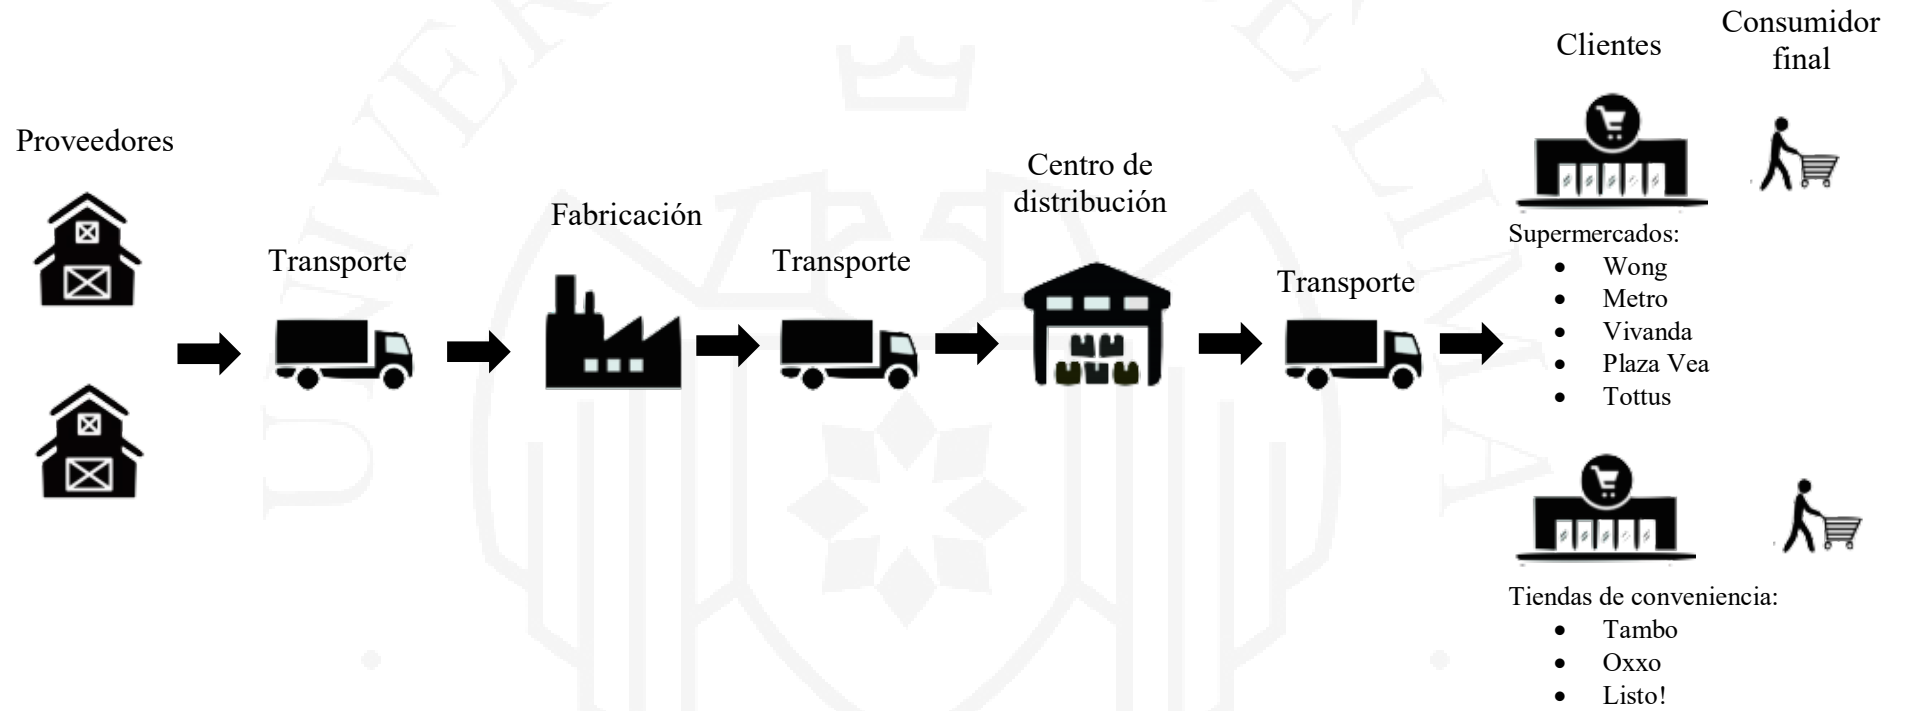 Proveedores
Transporte
Fabricación
Transporte
Centro de
distribución
Transporte
Clientes
Consumidor
final
Supermercados:
• Wong
• Metro
• Vivanda
• Plaza Vea
• Tottus
Tiendas de conveniencia:
• Tambo
• Oxxo
• Listo!